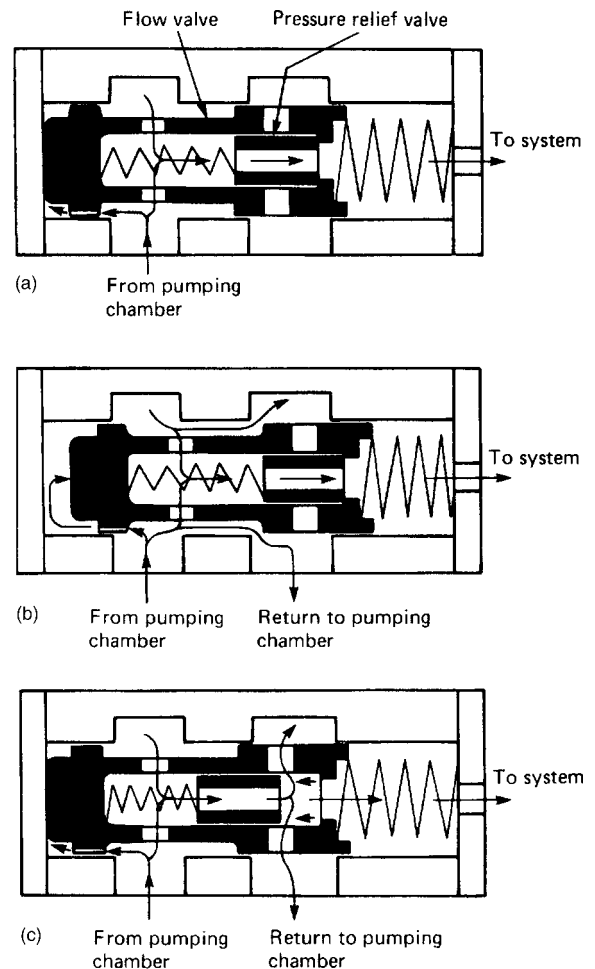 Flow valve
Pressure relief valve
To system
(a)
From pumping
chamber
To system
(b)
From pumping
chamber
Return to pumping
chamber
To system
(c)
From pumping
chamber
Return to pumping
chamber